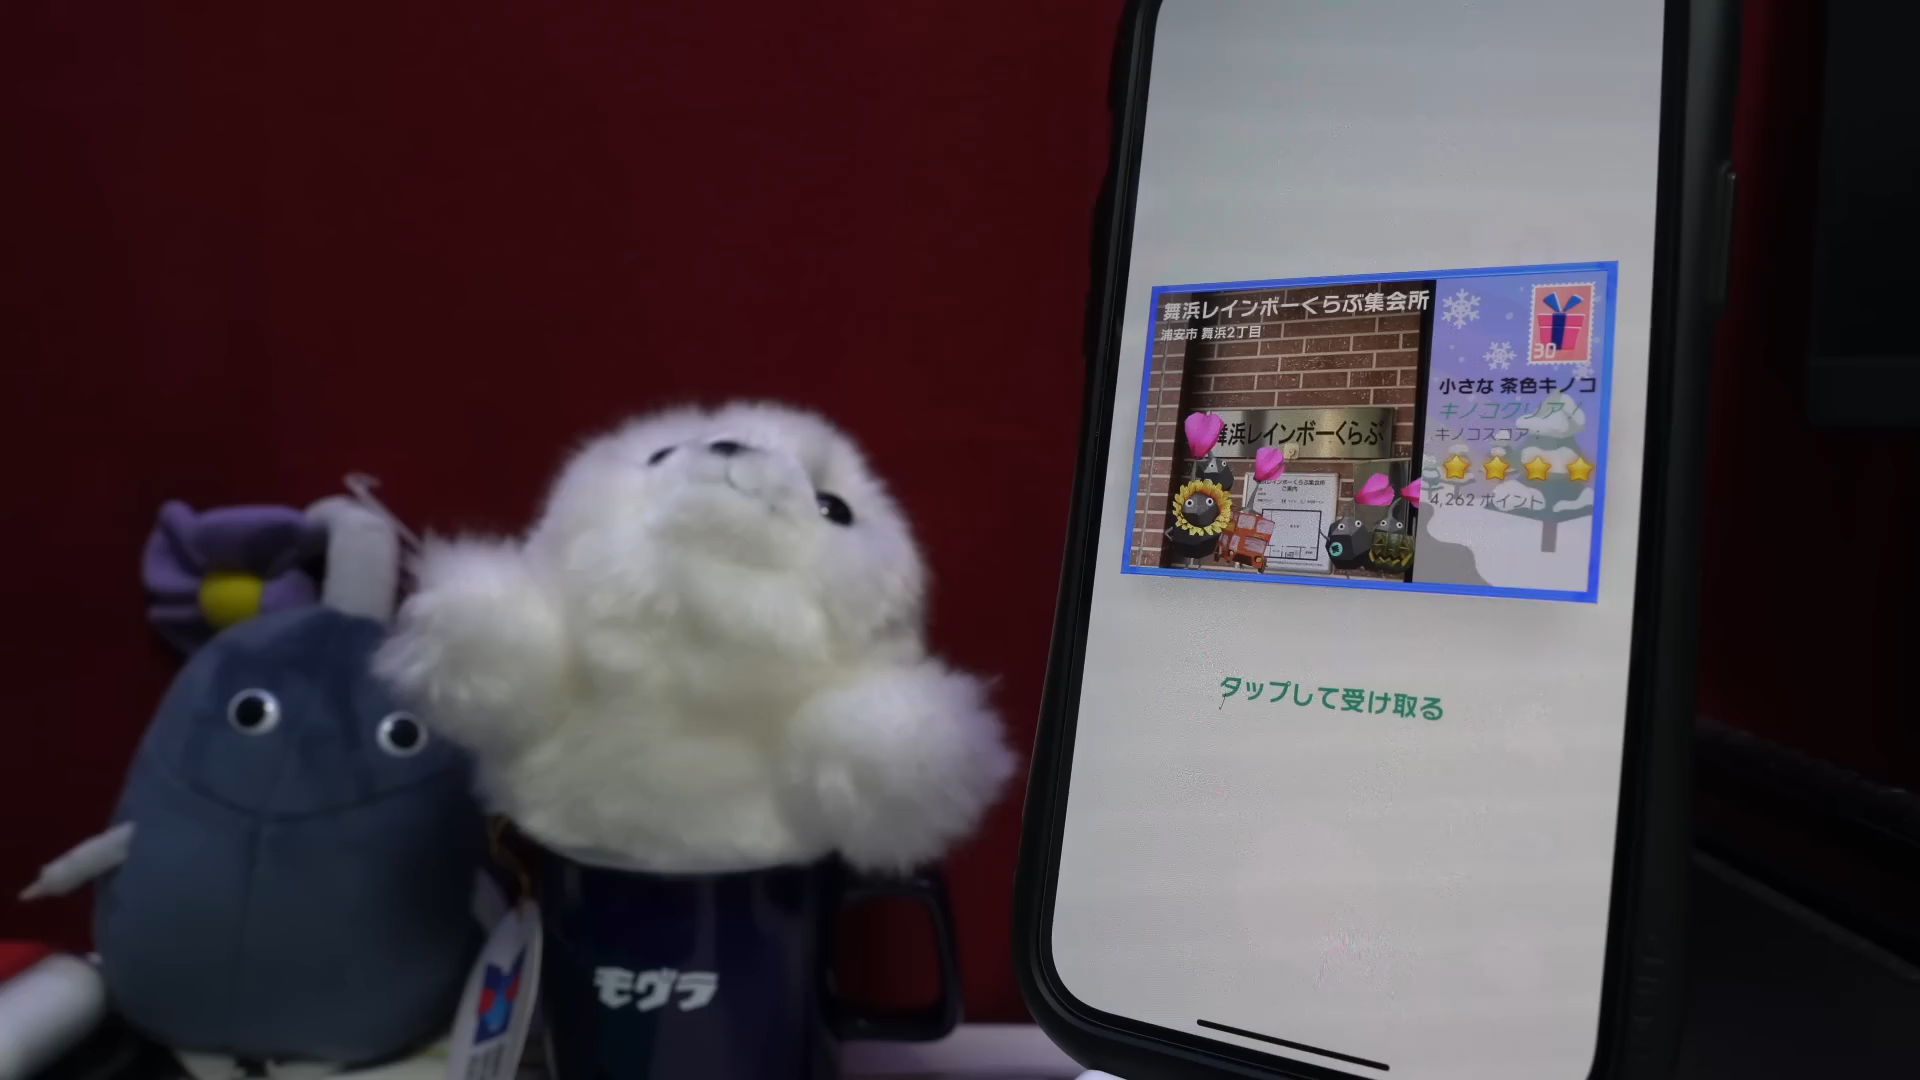 舞浜レインボーくらぶ集会所
浦安市 舞浜2丁目
舞浜レインボーくらぶ
30
小さな 茶色キノコ
キノコクリア！
キノコスコア：
4,262 ポイント
タップして受け取る
モグラ